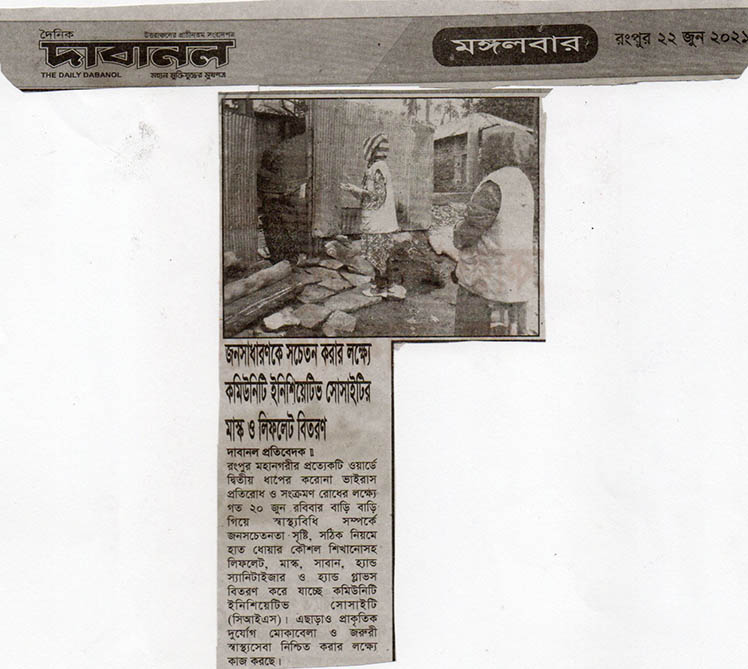 দৈনিক
উত্তরাঞ্চলের প্রাচীনতম সংবাদপত্র
দাবানল
THE DAILY DABANOL
মহান মুক্তিযুদ্ধের মুখপত্র
মঙ্গলবার
রংপুর ২২ জুন ২০২১
জনসাধারণকে সচেতন করার লক্ষ্যে
কমিউনিটি ইনিশিয়েটিভ সোসাইটির
মাস্ক ও লিফলেট বিতরণ
দাবানল প্রতিবেদক ॥
রংপুর মহানগরীর প্রত্যেকটি ওয়ার্ডে
দ্বিতীয় ধাপের করোনা ভাইরাস
প্রতিরোধ ও সংক্রমণ রোধের লক্ষ্যে
গত ২০ জুন রবিবার বাড়ি বাড়ি
গিয়ে স্বাস্থ্যবিধি সম্পর্কে
জনসচেতনতা সৃষ্টি, সঠিক নিয়মে
হাত ধোয়ার কৌশল শিখানোসহ
লিফলেট, মাস্ক, সাবান, হ্যান্ড
স্যানিটাইজার ও হ্যান্ড গ্লাভস
বিতরণ করে যাচ্ছে কমিউনিটি
ইনিশিয়েটিভ সোসাইটি
(সিআইএস)। এছাড়াও প্রাকৃতিক
দুর্যোগ মোকাবেলা ও জরুরী
স্বাস্থ্যসেবা নিশ্চিত করার লক্ষ্যে
কাজ করছে।